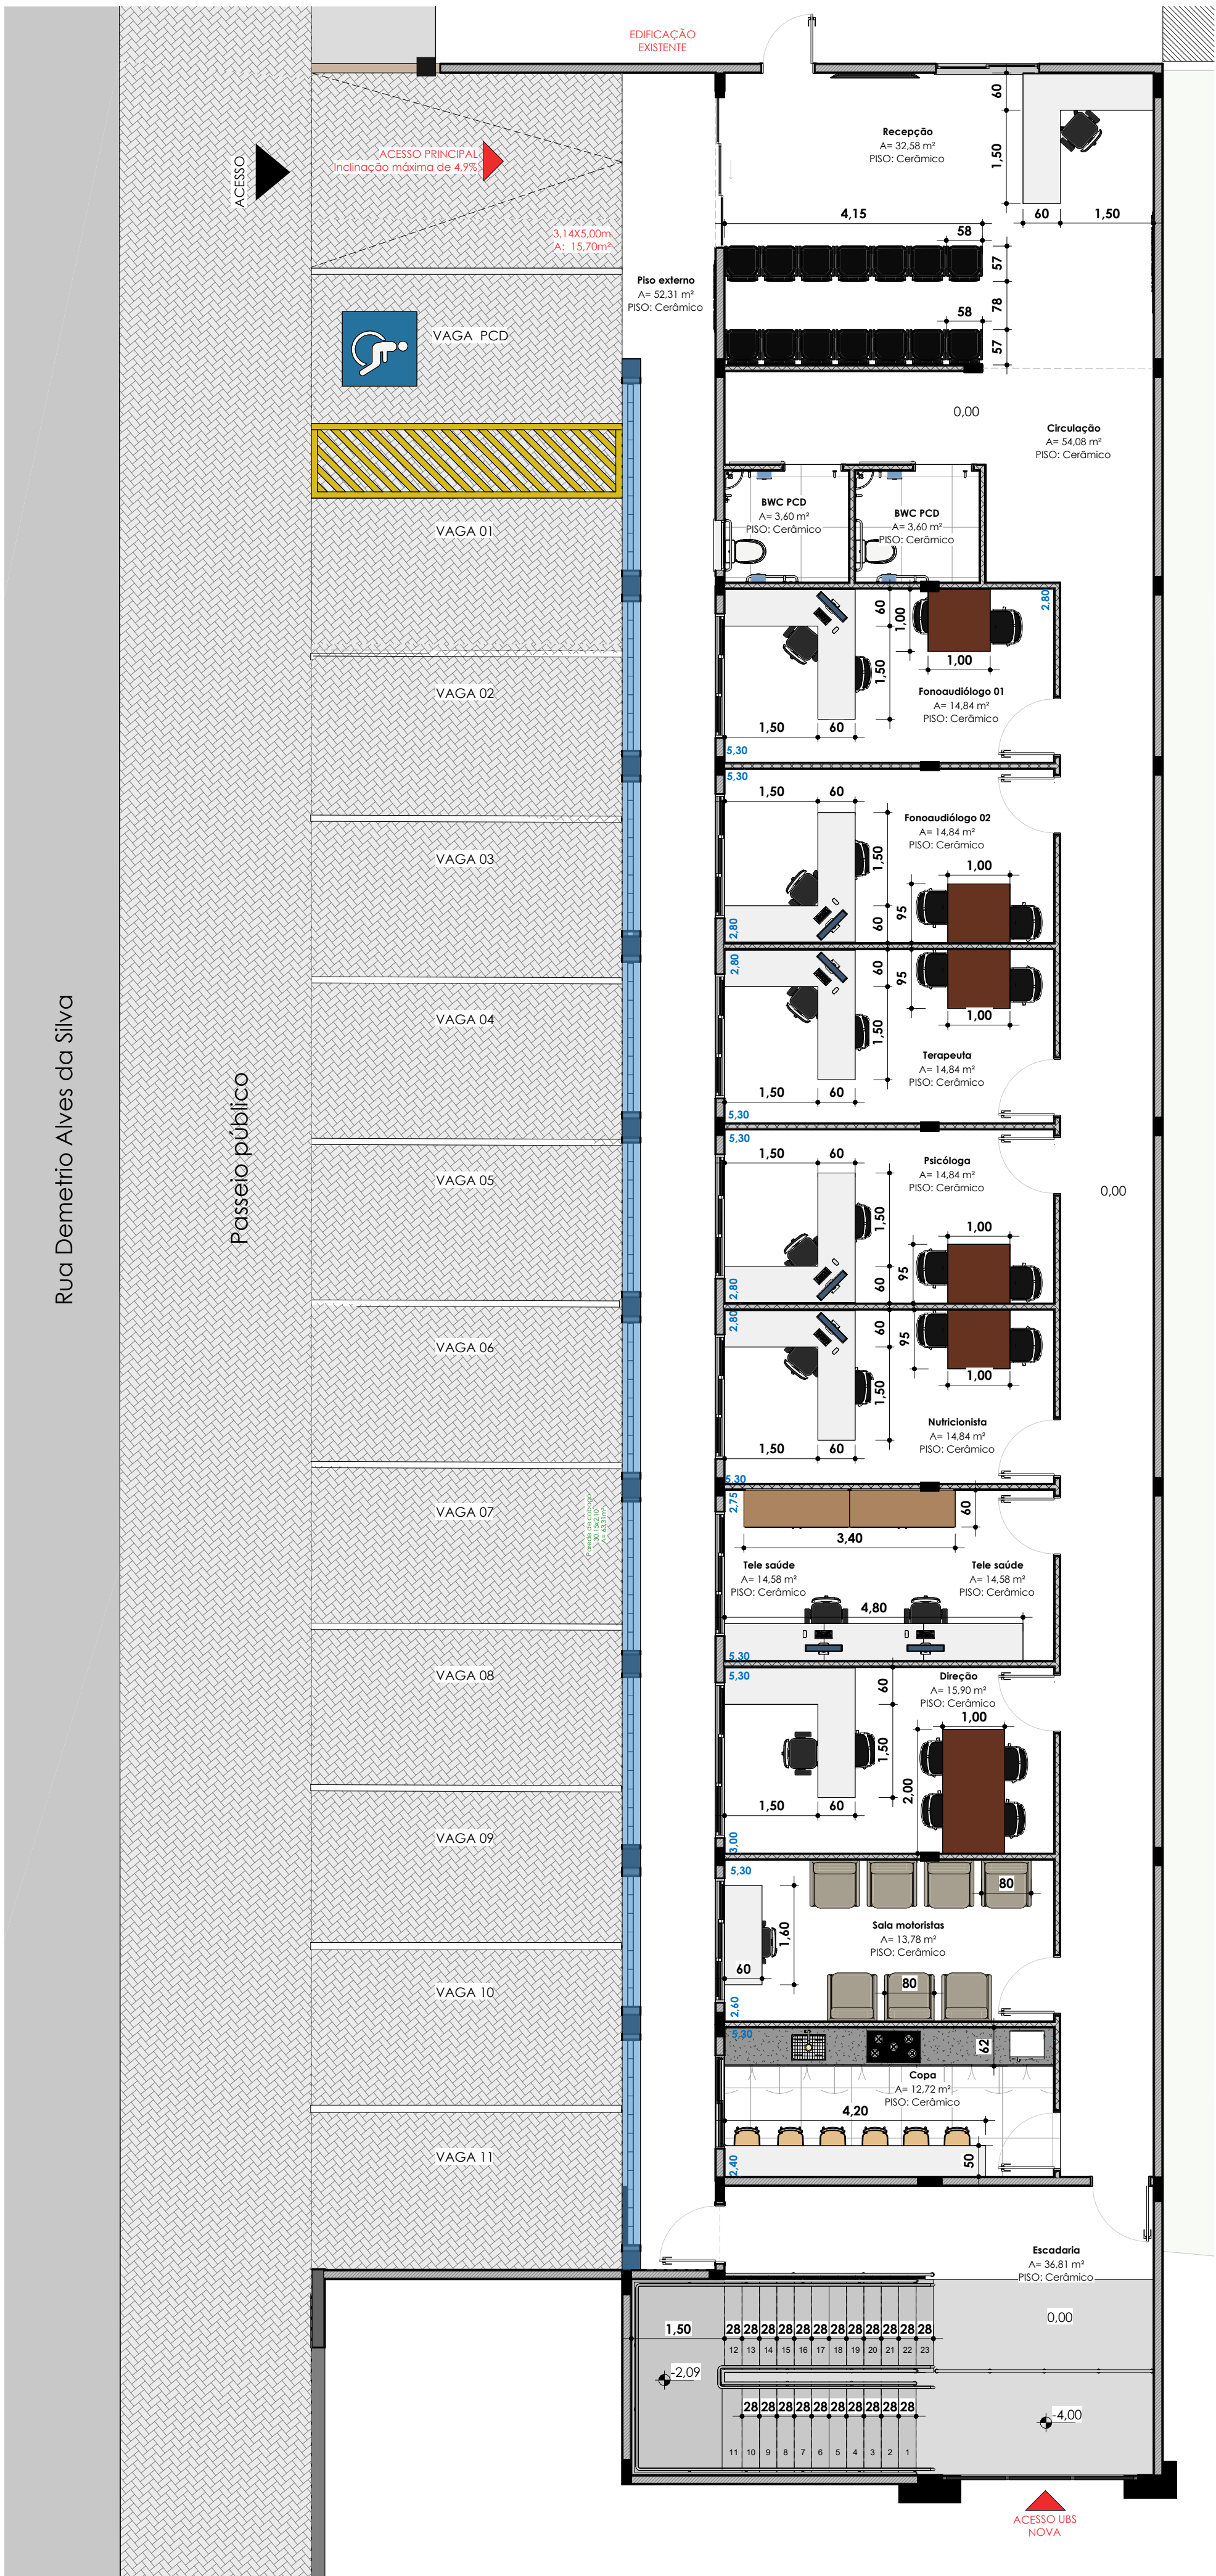 EDIFICAÇÃO
EXISTENTE
ACESSO
ACESSO PRINCIPAL
Inclinação máxima de 4,9%
3,14X5,00m
A: 15,70m²
Recepção
A= 32,58 m²
PISO: Cerâmico
60
1,50
60
1,50
4,15
58
57
78
58
57
Piso externo
A= 52,31 m²
PISO: Cerâmico
VAGA PCD
0,00
Circulação
A= 54,08 m²
PISO: Cerâmico
BWC PCD
A= 3,60 m²
PISO: Cerâmico
BWC PCD
A= 3,60 m²
PISO: Cerâmico
VAGA 01
60
1,00
2,80
1,00
1,50
Fonoaudiólogo 01
A= 14,84 m²
PISO: Cerâmico
1,50
60
5,30
VAGA 02
5,30
1,50
60
Fonoaudiólogo 02
A= 14,84 m²
PISO: Cerâmico
1,50
1,00
95
60
2,80
VAGA 03
2,80
60
95
1,00
1,50
Terapeuta
A= 14,84 m²
PISO: Cerâmico
1,50
60
5,30
VAGA 04
Rua Demetrio Alves da Silva
Passeio público
5,30
1,50
60
Psicóloga
A= 14,84 m²
PISO: Cerâmico
1,50
0,00
1,00
95
60
2,80
VAGA 05
2,80
60
95
1,00
1,50
Nutricionista
A= 14,84 m²
PISO: Cerâmico
1,50
60
5,30
VAGA 06
2,75
60
3,40
VAGA 07
Tele saúde
A= 14,58 m²
PISO: Cerâmico
Tele saúde
A= 14,58 m²
PISO: Cerâmico
4,80
5,30
VAGA 08
5,30
60
Direção
A= 15,90 m²
PISO: Cerâmico
1,00
1,50
2,00
1,50
60
3,00
VAGA 09
5,30
80
1,60
Sala motoristas
A= 13,78 m²
PISO: Cerâmico
60
80
2,60
VAGA 10
5,30
62
Copa
A= 12,72 m²
PISO: Cerâmico
4,20
2,40
50
VAGA 11
Escadaria
A= 36,81 m²
PISO: Cerâmico
0,00
1,50
28 28 28 28 28 28 28 28 28 28 28 28
12 13 14 15 16 17 18 19 20 21 22 23
-2,09
28 28 28 28 28 28 28 28 28 28
-4,00
11 10 9 8 7 6 5 4 3 2 1
ACESSO UBS
NOVA